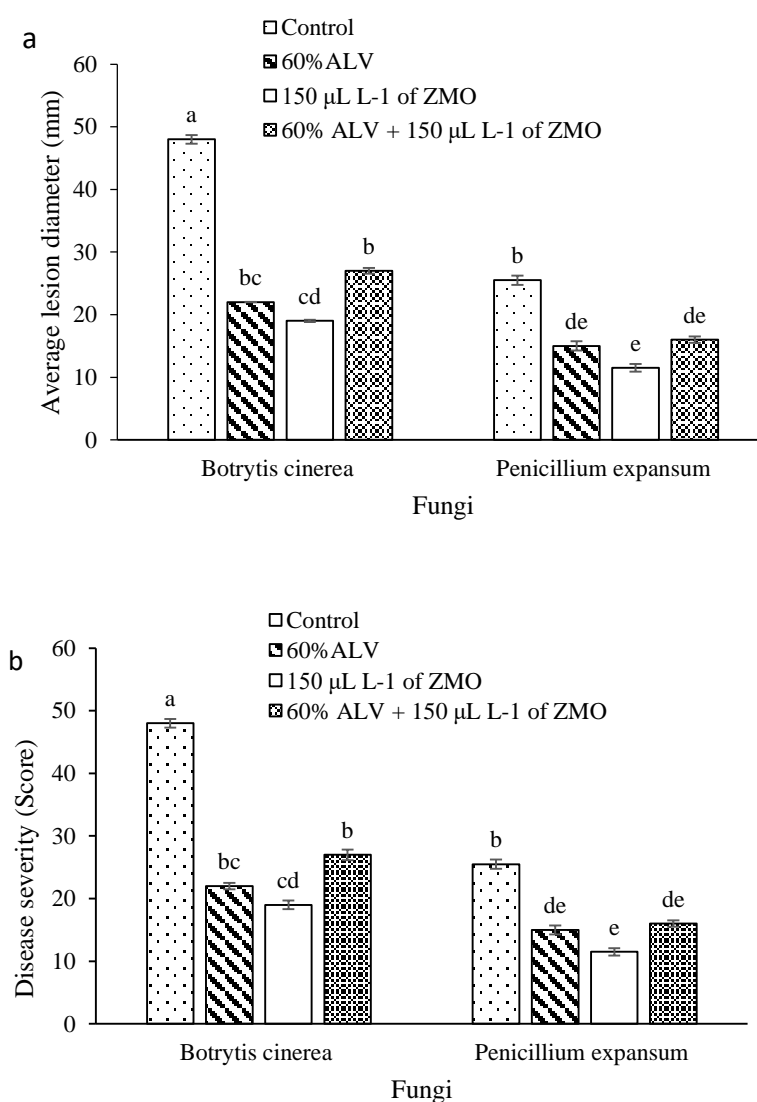 a
Control
60%ALV
150 µL L-1 of ZMO
60% ALV + 150 µL L-1 of ZMO
Average lesion diameter (mm)
60
50
40
30
20
10
0
a
bc
cd
b
b
de
e
de
Botrytis cinerea
Penicillium expansum
Fungi
b
Control
60%ALV
150 µL L-1 of ZMO
60% ALV + 150 µL L-1 of ZMO
Disease severity (Score)
60
50
40
30
20
10
0
a
bc
cd
b
b
de
e
de
Botrytis cinerea
Penicillium expansum
Fungi